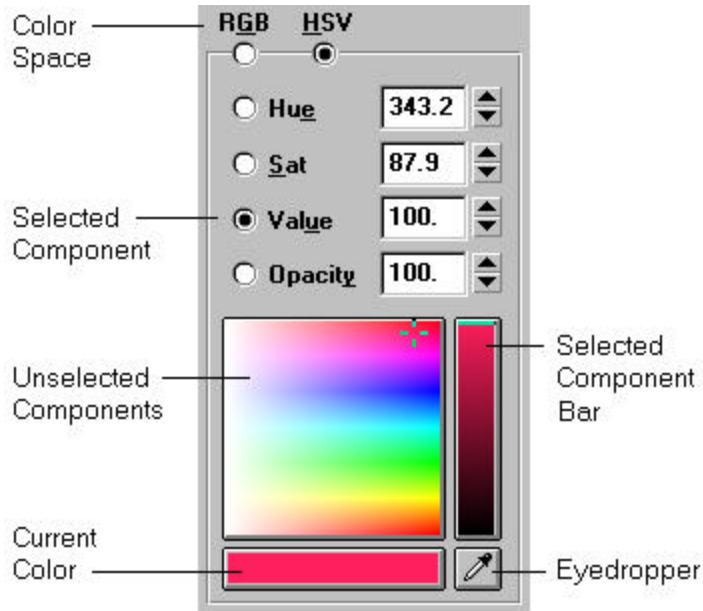 Color
Space
RGB HSV
Hue 343.2
Sat 87.9
Selected
Component
Value 100.
Opacity 100.
Unselected
Components
Selected
Component
Bar
Current
Color
Eyedropper